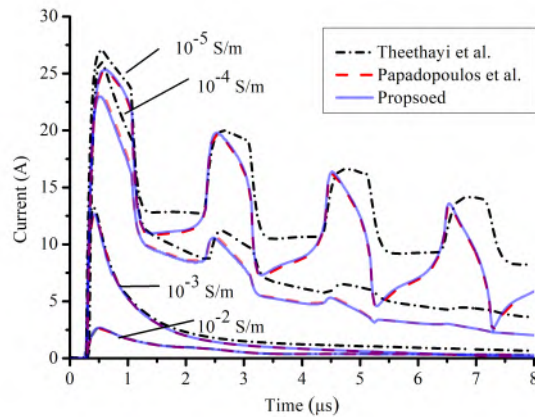 30
25
20
15
10
5
0
Current (A)
0 1 2 3 4 5 6 7 8
Time (μs)
10⁻⁵ S/m
10⁻⁴ S/m
10⁻³ S/m
10⁻² S/m
Theethayi et al.
Papadopoulos et al.
Propsoed